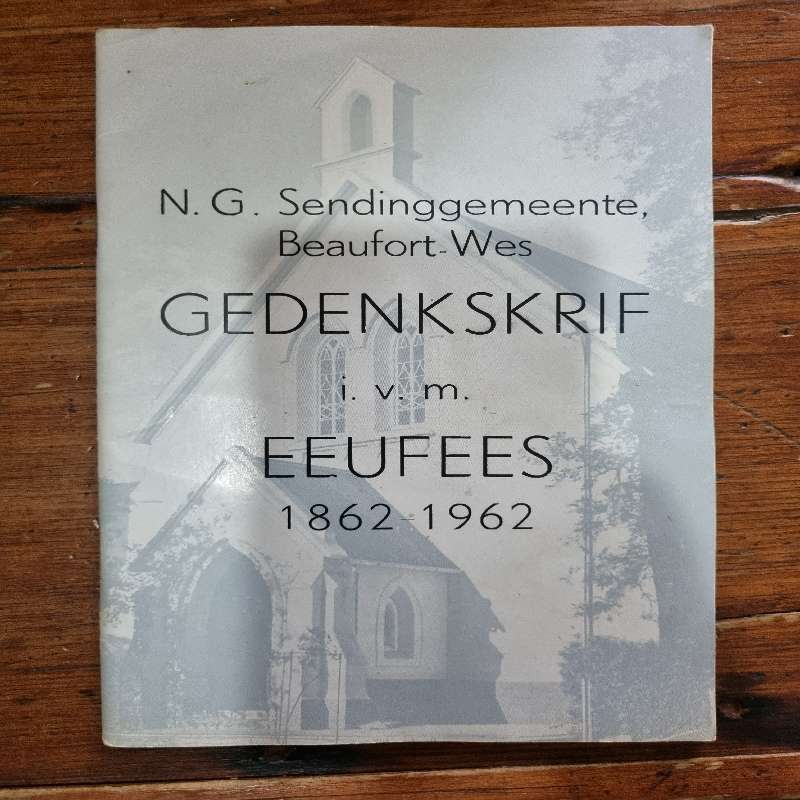 N. G. Sendinggemeente,
Beaufort-Wes
GEDENKSKRIF
i. v. m.
EEUFEES
1862-1962